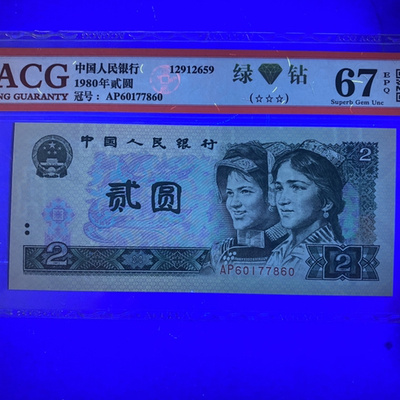 ACG
NG GUARANTY
中国人民银行
1980年贰圆
冠号：AP60177860
12912659
绿 钻
(☆☆☆)
67 EPQ
Superb Gem Unc
中国人民银行
贰圆
2
2
2
AP60177860